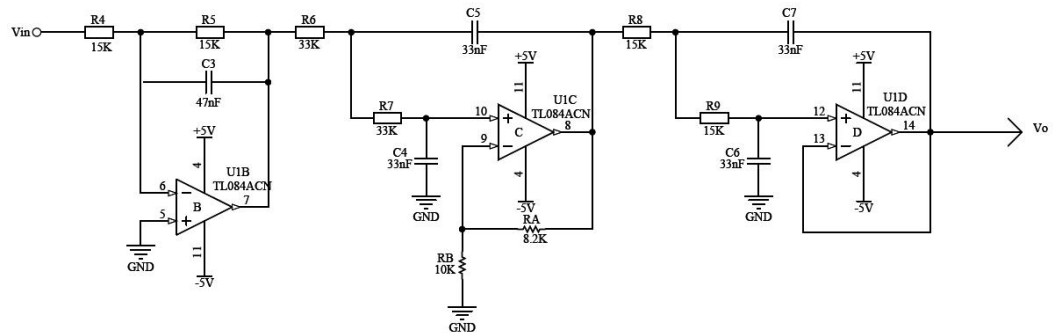 Vin
R4
15K
R5
15K
C3
47nF
+5V
4
U1B
TL084ACN
6
5
B
7
11
-5V
GND
R6
33K
C5
33nF
R7
33K
C4
33nF
GND
+5V
11
U1C
TL084ACN
10
9
C
8
4
-5V
RA
8.2K
RB
10K
GND
R8
15K
C7
33nF
R9
15K
C6
33nF
GND
+5V
11
U1D
TL084ACN
12
13
D
14
4
-5V
Vo